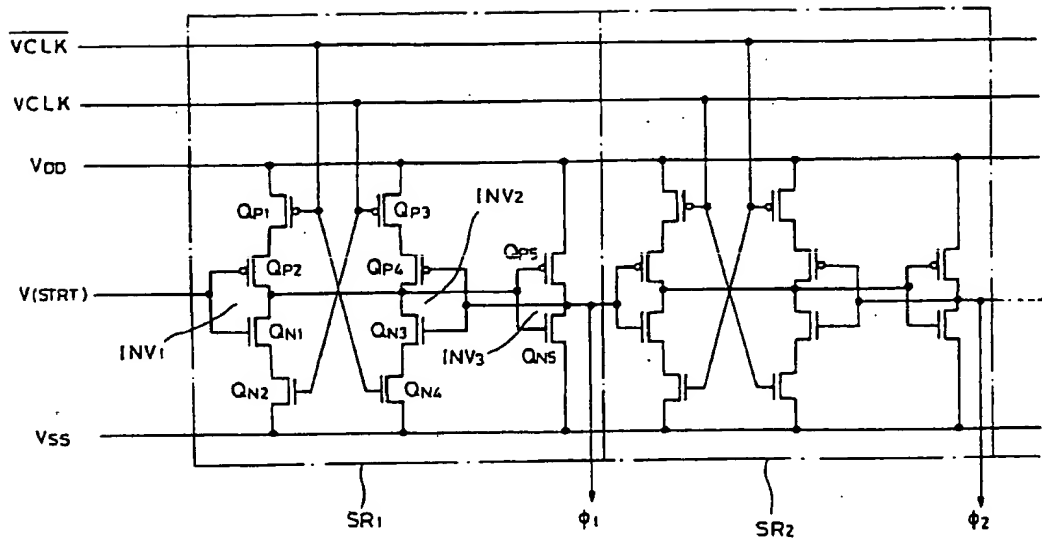 V̅C̅L̅K̅
VCLK
VDD
QP1
QP3
INV2
QP2
QP4
QP5
V(STRT)
INV1
QN1
QN3
INV3
QN5
QN2
QN4
VSS
SR1
ϕ1
SR2
ϕ2